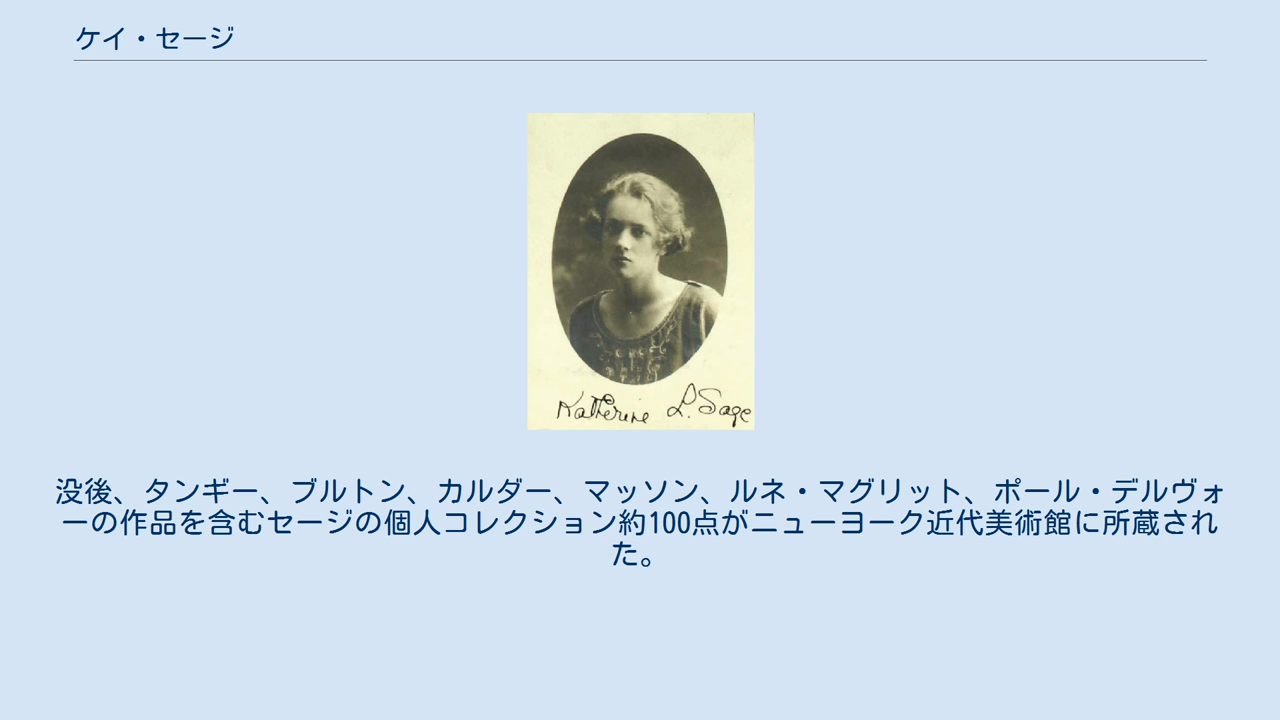 ケイ・セージ
Katherine L. Sage
没後、タンギー、ブルトン、カルダー、マッソン、ルネ・マグリット、ポール・デルヴォ
ーの作品を含むセージの個人コレクション約100点がニューヨーク近代美術館に所蔵され
た。